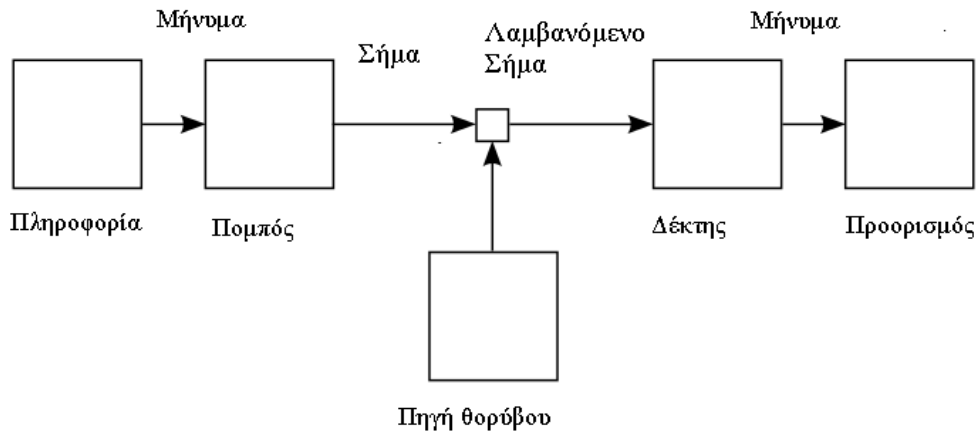 Μήνυμα
Σήμα
Λαμβανόμενο
Σήμα
Μήνυμα
Πληροφορία
Πομπός
Δέκτης
Προορισμός
Πηγή θορύβου